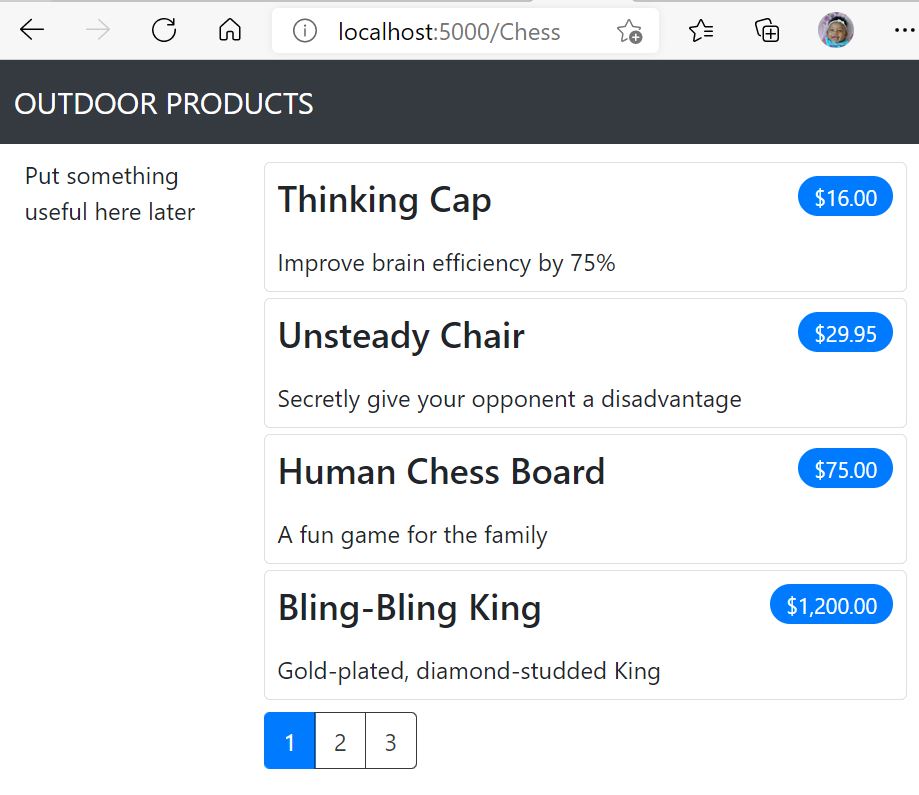 localhost:5000/Chess
OUTDOOR PRODUCTS
Put something
useful here later
Thinking Cap
$16.00
Improve brain efficiency by 75%
Unsteady Chair
$29.95
Secretly give your opponent a disadvantage
Human Chess Board
$75.00
A fun game for the family
Bling-Bling King
$1,200.00
Gold-plated, diamond-studded King
1 2 3